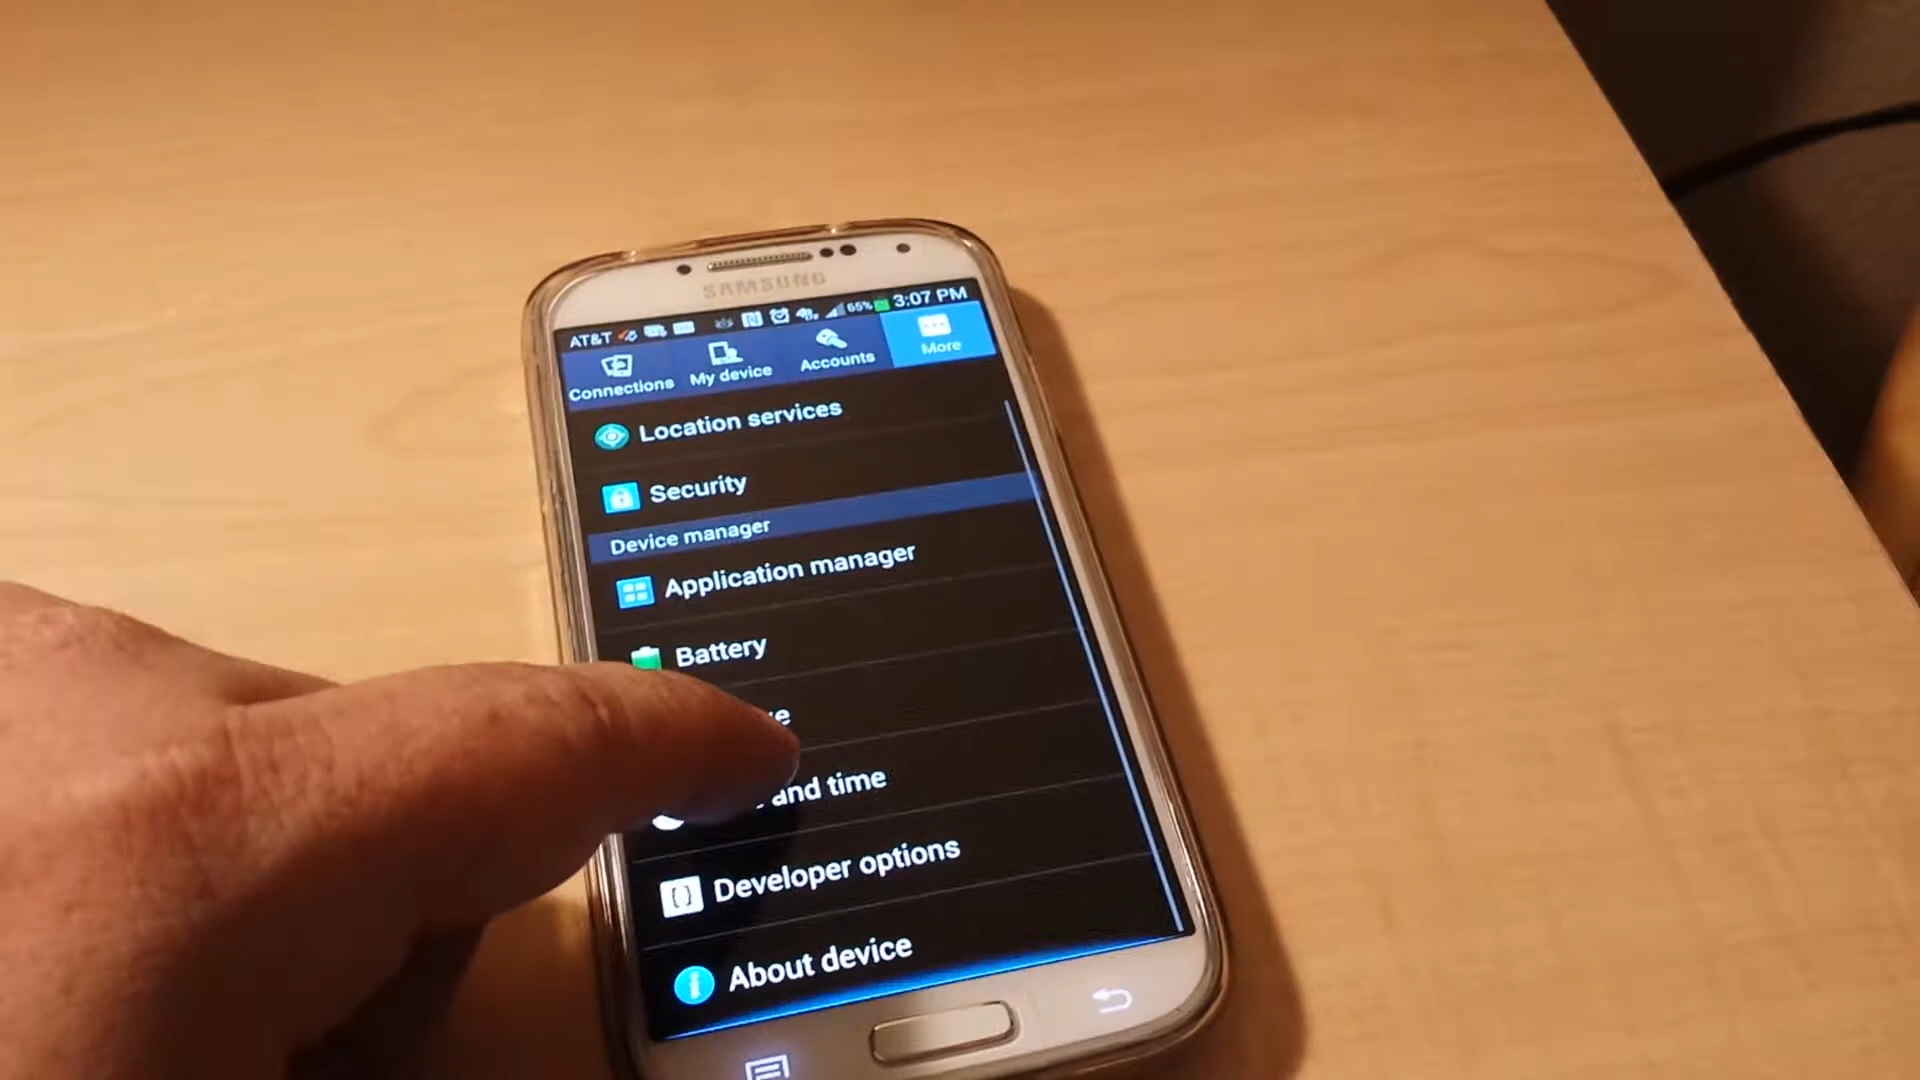 SAMSUNG
AT&T 65% 3:07 PM
Connections My device Accounts More
Location services
Security
Device manager
Application manager
Battery
and time
Developer options
About device